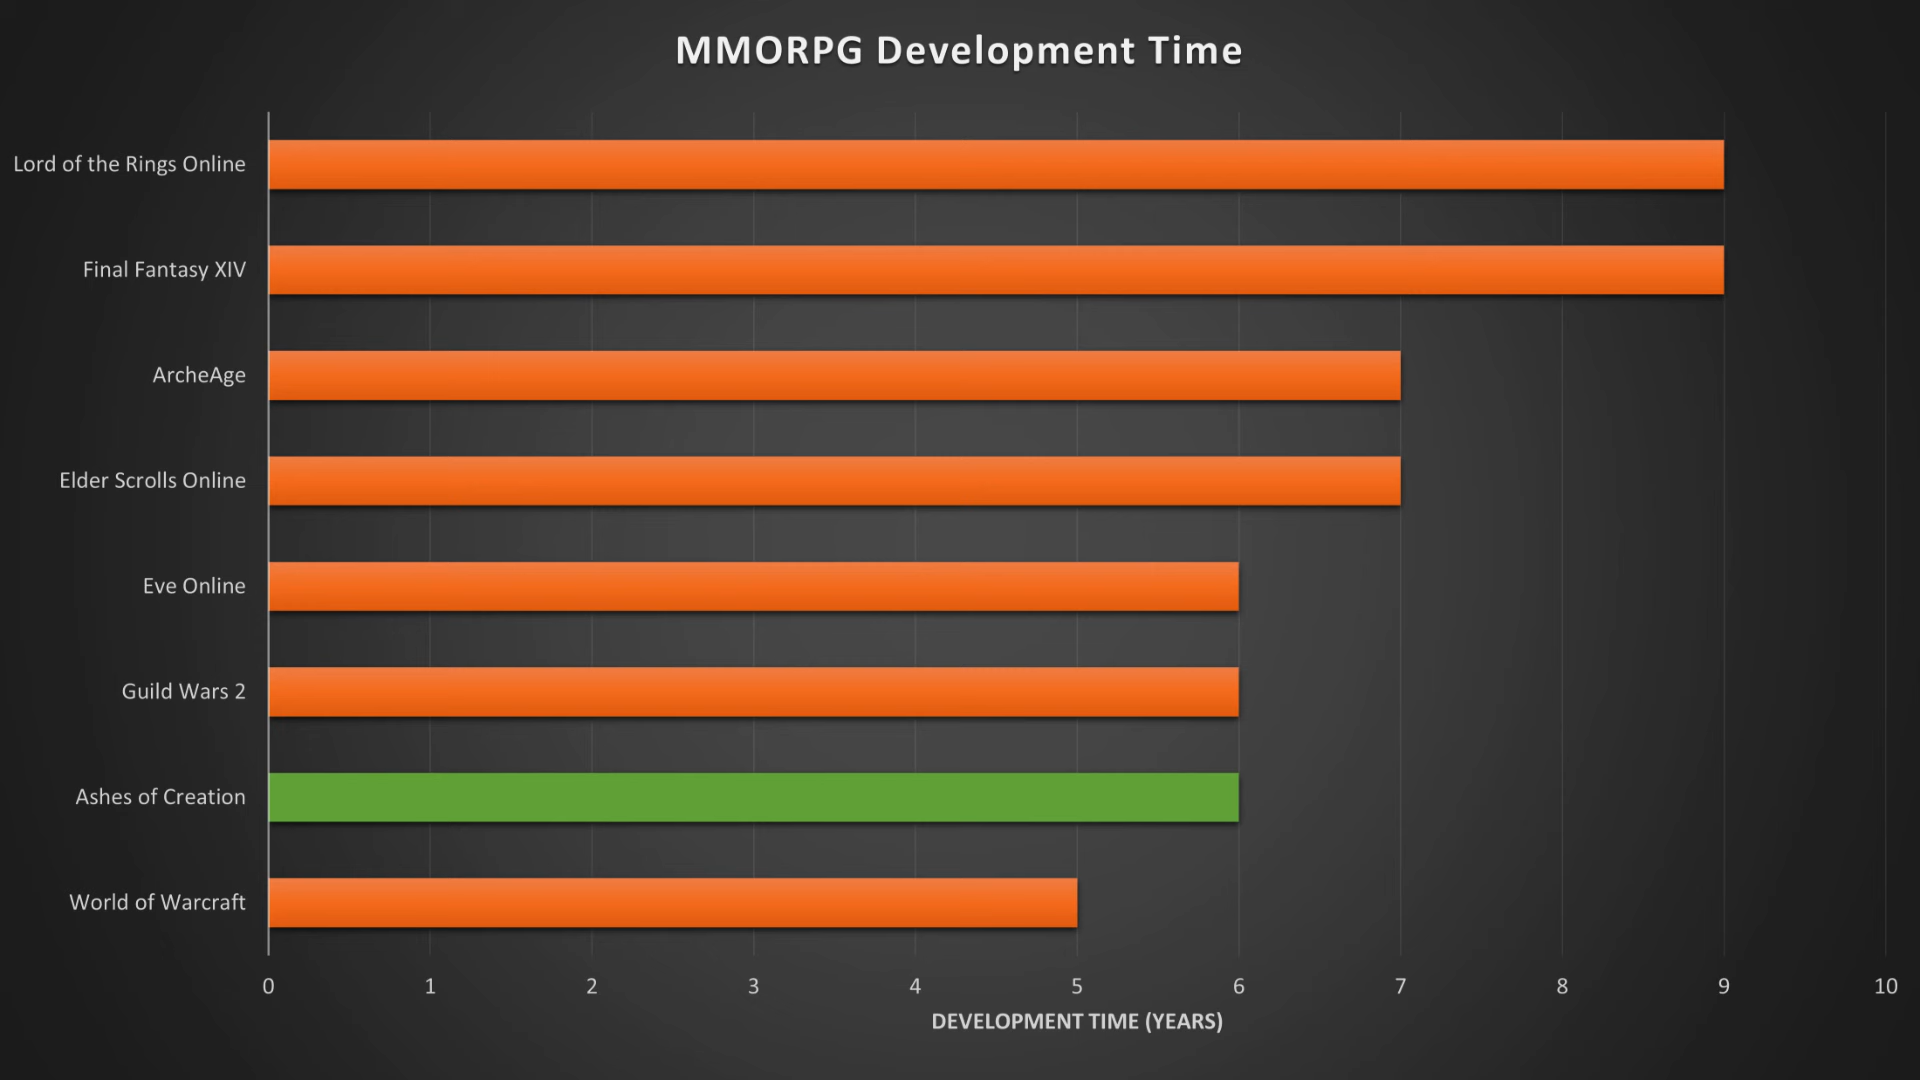 MMORPG Development Time
Lord of the Rings Online
Final Fantasy XIV
ArcheAge
Elder Scrolls Online
Eve Online
Guild Wars 2
Ashes of Creation
World of Warcraft
0 1 2 3 4 5 6 7 8 9 10
DEVELOPMENT TIME (YEARS)